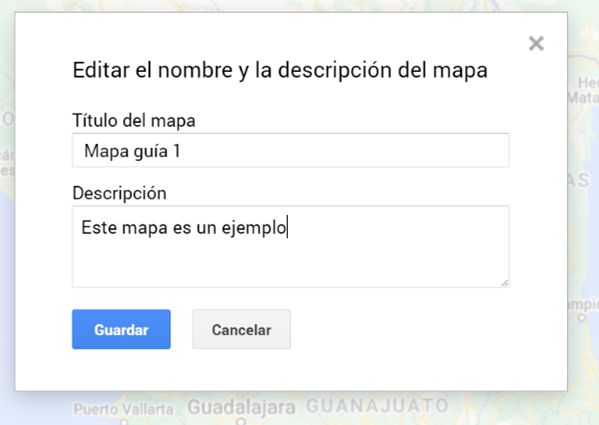 Editar el nombre y la descripción del mapa
Título del mapa
Mapa guía 1
Descripción
Este mapa es un ejemplo
Guardar Cancelar
Puerto Vallarta Guadalajara GUANAJUATO